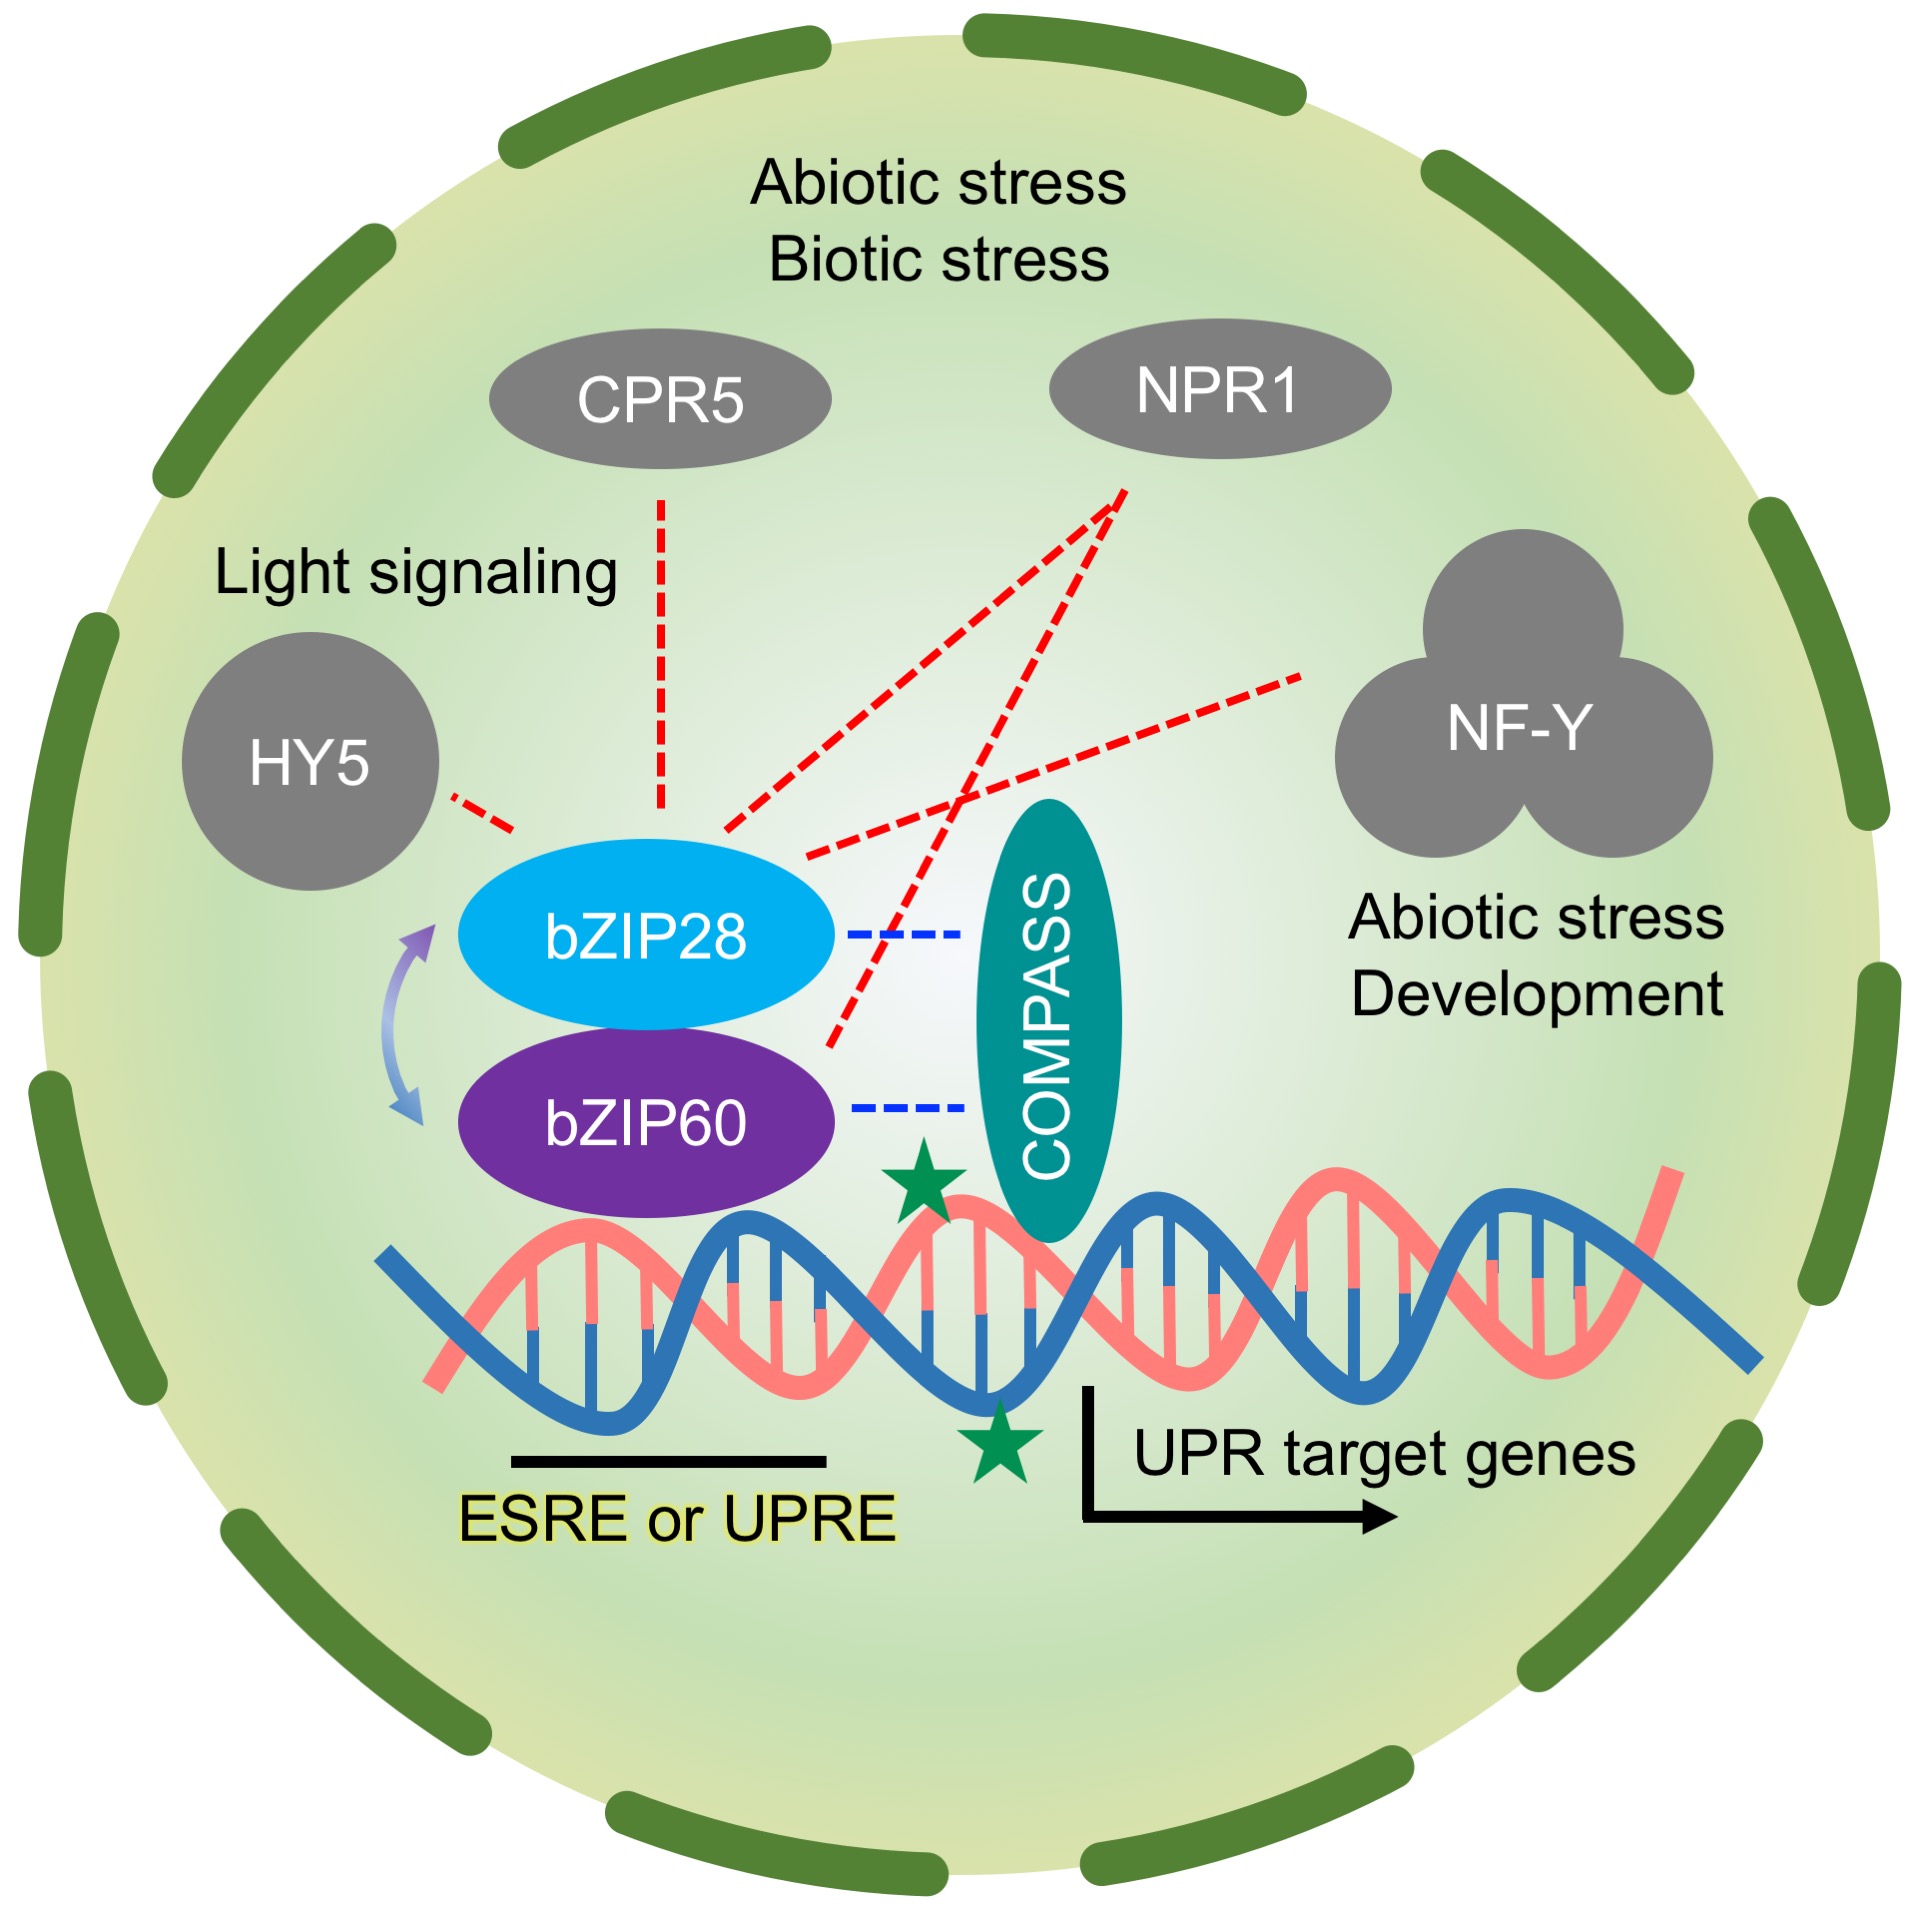 Abiotic stress
Biotic stress
CPR5
NPR1
Light signaling
HY5
NF-Y
bZIP28
COMPASS
Abiotic stress
Development
bZIP60
UPR target genes
ESRE or UPRE